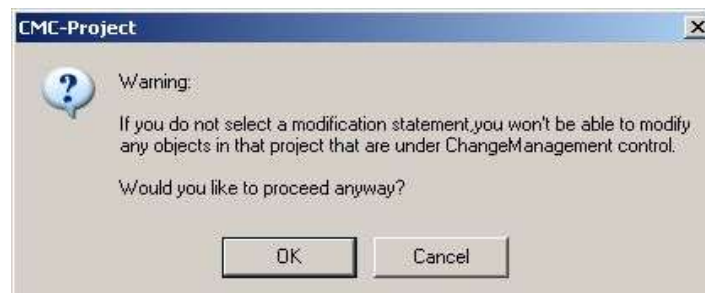 CMC-Project
Warning:
If you do not select a modification statement,you won't be able to modify
any objects in that project that are under ChangeManagement control.
Would you like to proceed anyway?
OK
Cancel